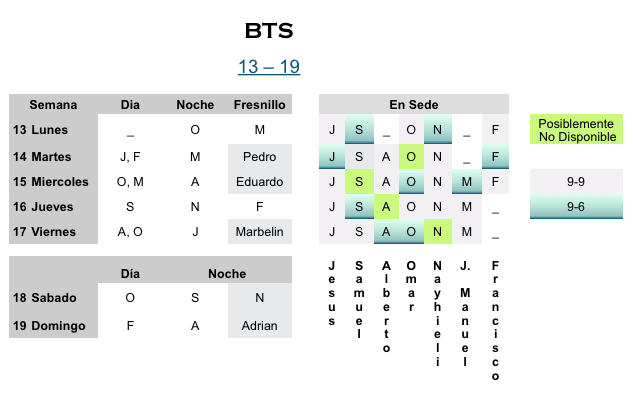 BTS
13 – 19
Semana Día Noche Fresnillo
13 Lunes _ O M
14 Martes J, F M Pedro
15 Miercoles O, M A Eduardo
16 Jueves S N F
17 Viernes A, O J Marbelin
Día Noche
18 Sabado O S N
19 Domingo F A Adrian
En Sede
J S _ O N _ F
J S A O N _ F
J S A O N M F
J S A O N M _
J S A O N M _
Jesus
Samuel
Alberto
Omar
Nayhieli
J. Manuel
Francisco
Posiblemente
No Disponible
9-9
9-6